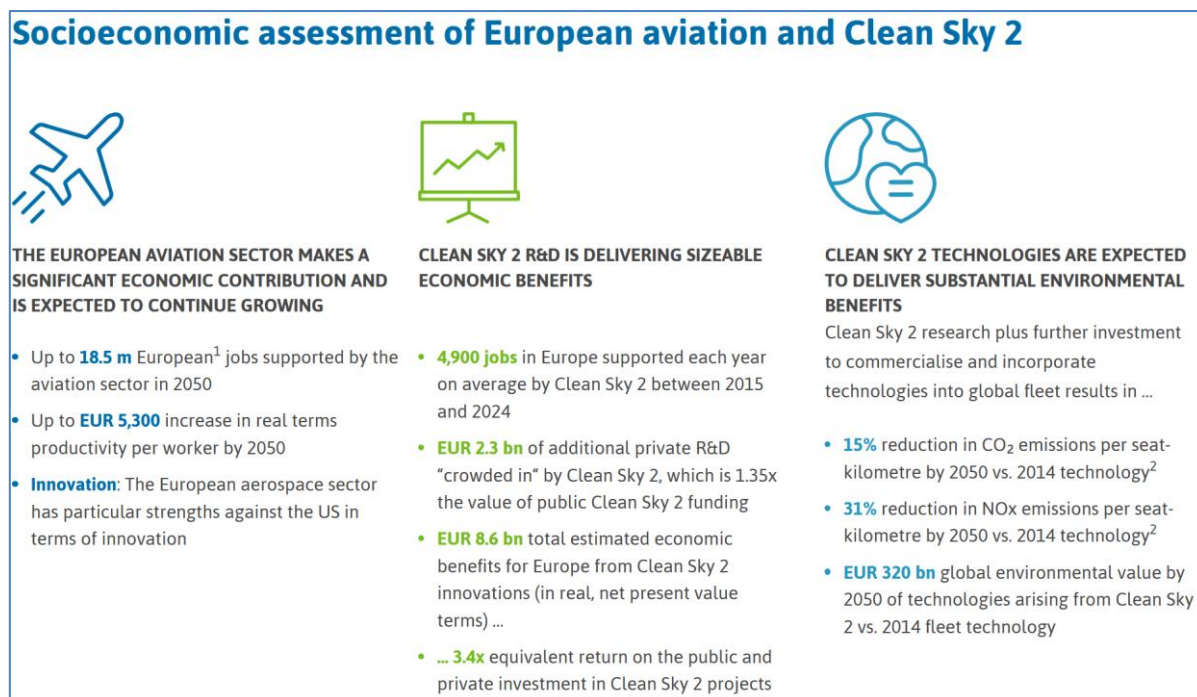 Socioeconomic assessment of European aviation and Clean Sky 2
THE EUROPEAN AVIATION SECTOR MAKES A
SIGNIFICANT ECONOMIC CONTRIBUTION AND
IS EXPECTED TO CONTINUE GROWING
• Up to 18.5 m European¹ jobs supported by the
aviation sector in 2050
• Up to EUR 5,300 increase in real terms
productivity per worker by 2050
• Innovation: The European aerospace sector
has particular strengths against the US in
terms of innovation
CLEAN SKY 2 R&D IS DELIVERING SIZEABLE
ECONOMIC BENEFITS
• 4,900 jobs in Europe supported each year
on average by Clean Sky 2 between 2015
and 2024
• EUR 2.3 bn of additional private R&D
“crowded in“ by Clean Sky 2, which is 1.35x
the value of public Clean Sky 2 funding
• EUR 8.6 bn total estimated economic
benefits for Europe from Clean Sky 2
innovations (in real, net present value
terms) ...
• ... 3.4x equivalent return on the public and
private investment in Clean Sky 2 projects
CLEAN SKY 2 TECHNOLOGIES ARE EXPECTED
TO DELIVER SUBSTANTIAL ENVIRONMENTAL
BENEFITS
Clean Sky 2 research plus further investment
to commercialise and incorporate
technologies into global fleet results in ...
• 15% reduction in CO₂ emissions per seat-
kilometre by 2050 vs. 2014 technology²
• 31% reduction in NOx emissions per seat-
kilometre by 2050 vs. 2014 technology²
• EUR 320 bn global environmental value by
2050 of technologies arising from Clean Sky
2 vs. 2014 fleet technology